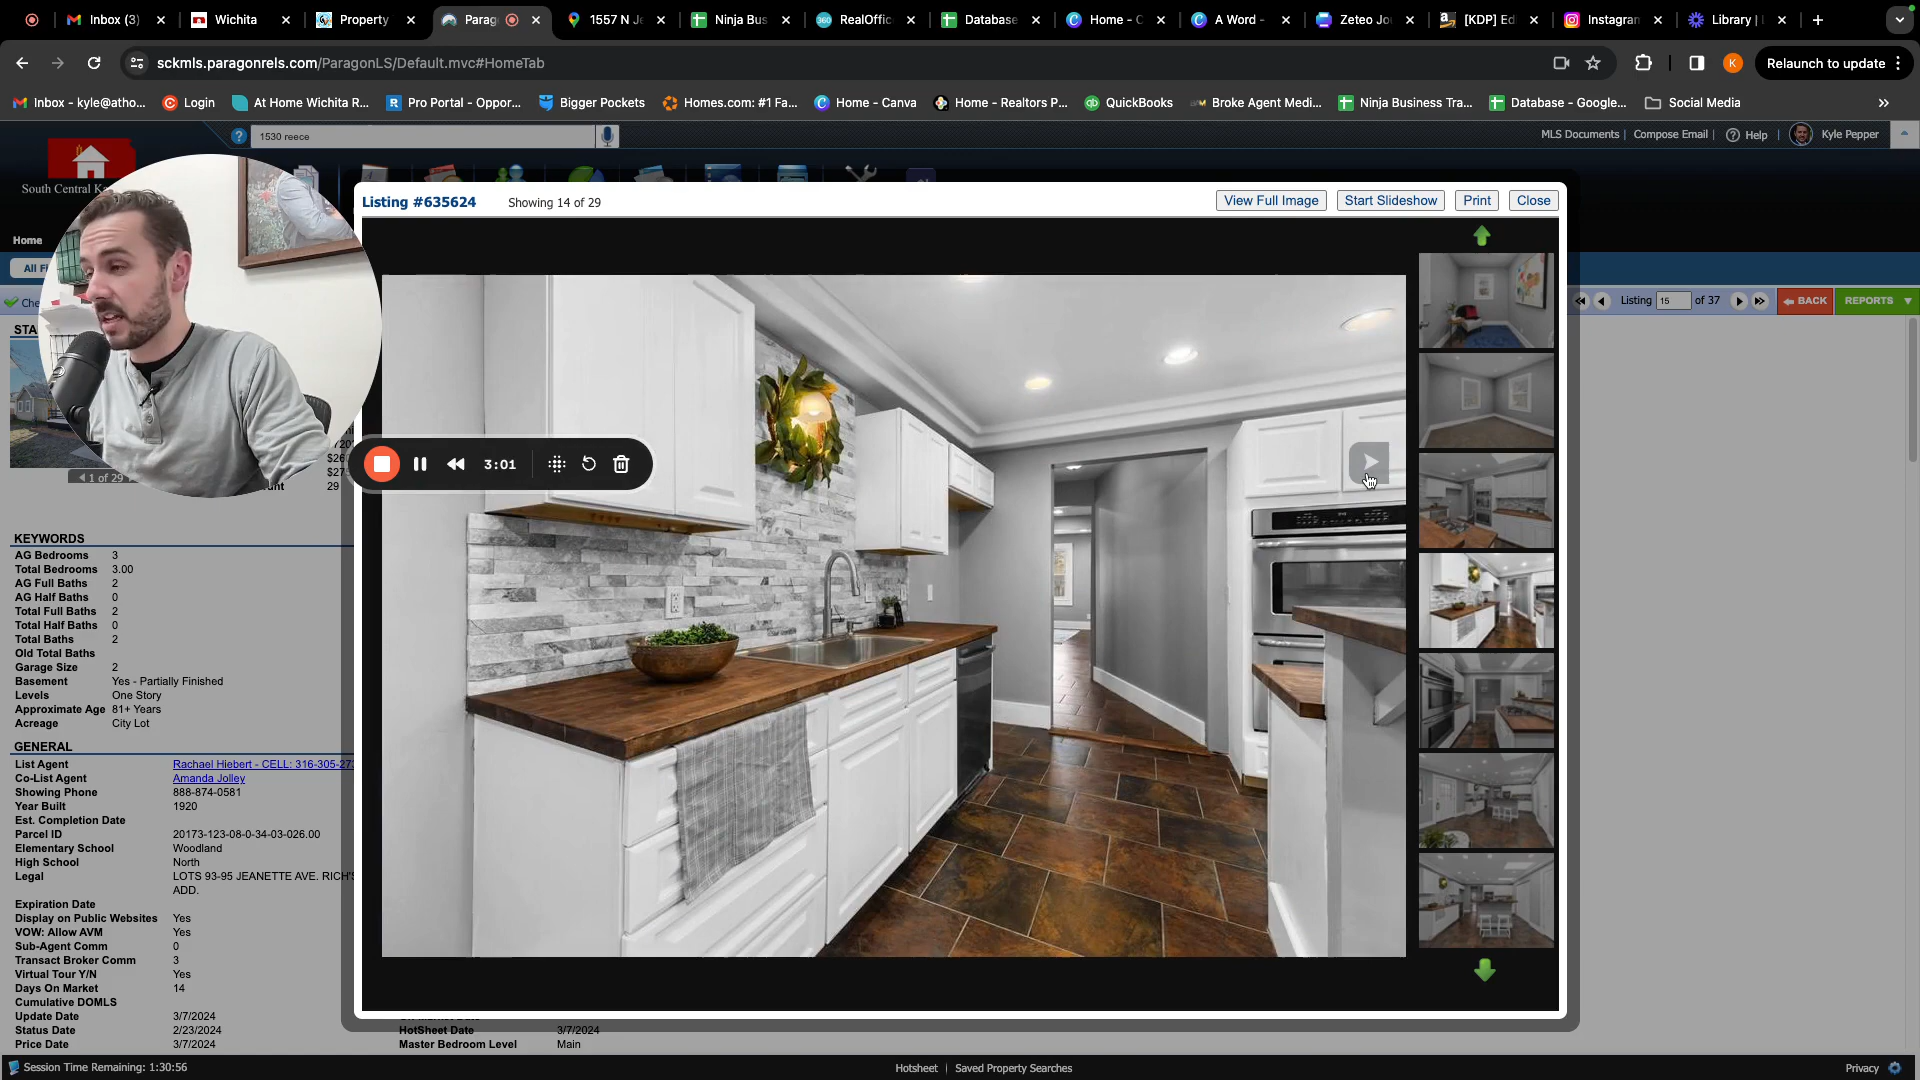 Inbox (3)
Wichita
Property
Parag
1557 N Je
Ninja Bus
RealOffic
Database
Home - C
A Word -
Zeteo Jo
[KDP] Ed
Instagram
Library |
sckmls.paragonrels.com/ParagonLS/Default.mvc#HomeTab
K
Relaunch to update
Inbox - kyle@atho...
Login
At Home Wichita R...
Pro Portal - Oppor...
Bigger Pockets
Homes.com: #1 Fa...
Home - Canva
Home - Realtors P...
QuickBooks
Broke Agent Medi...
Ninja Business Tra...
Database - Google...
Social Media
1530 reece
MLS Documents
Compose Email
Help
Kyle Pepper
South Central Ka
Home
All Fi
Listing #635624
Showing 14 of 29
View Full Image
Start Slideshow
Print
Close
Che
Listing 15 of 37
BACK
REPORTS
STA
3:01
1 of 29
$26
$27
unt 29
KEYWORDS
AG Bedrooms 3
Total Bedrooms 3.00
AG Full Baths 2
AG Half Baths 0
Total Full Baths 2
Total Half Baths 0
Total Baths 2
Old Total Baths
Garage Size 2
Basement Yes - Partially Finished
Levels One Story
Approximate Age 81+ Years
Acreage City Lot
GENERAL
List Agent Rachael Hiebert - CELL: 316-305-273
Co-List Agent Amanda Jolley
Showing Phone 888-874-0581
Year Built 1920
Est. Completion Date
Parcel ID 20173-123-08-0-34-03-026.00
Elementary School Woodland
High School North
Legal LOTS 93-95 JEANETTE AVE. RICH'S
ADD.
Expiration Date
Display on Public Websites Yes
VOW: Allow AVM Yes
Sub-Agent Comm 0
Transact Broker Comm 3
Virtual Tour Y/N Yes
Days On Market 14
Cumulative DOMLS
Update Date 3/7/2024
Status Date 2/23/2024
HotSheet Date 3/7/2024
Price Date 3/7/2024
Master Bedroom Level Main
Session Time Remaining: 1:30:56
Hotsheet | Saved Property Searches
Privacy